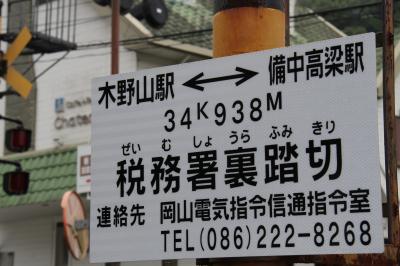 木野山駅 ↔ 備中高梁駅
34K938M
ぜいむしょうらふみきり
税務署裏踏切
連絡先 岡山電気指令信通指令室
TEL(086)222-8268